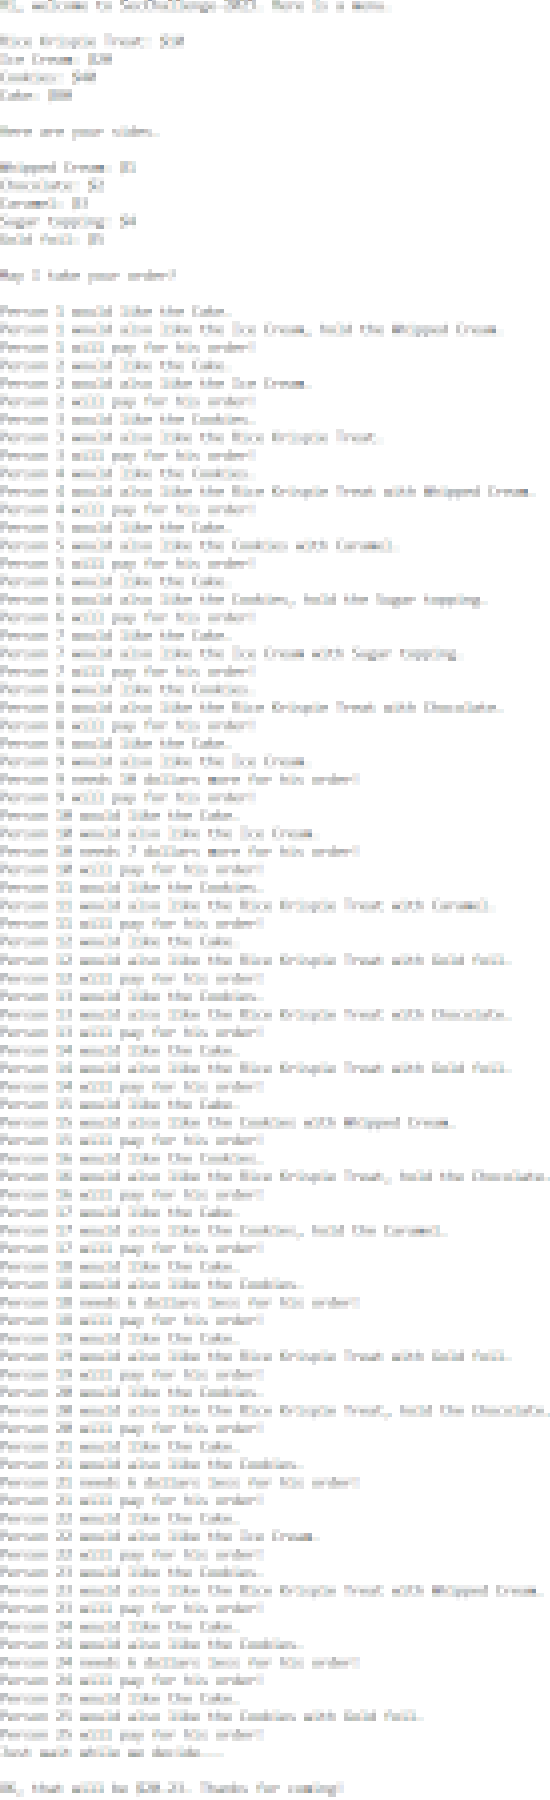 Hi, welcome to SecChallenge 2021. Here is a menu.
Rice Krispie Treat:
Ice Cream: $20
Cookies:
Cake:
Here are your sides.
Whipped Cream: $1
Chocolate: $2
Caramel: $3
Sugar topping: $4
Gold foil: $5
May I take your order?
Person 1 would like the Cake.
Person 1 would also like the Ice Cream, hold the Whipped Cream.
Person 1 will pay for his order!
Person 2 would like the Cake.
Person 2 would also like the Ice Cream.
Person 2 will pay for his order!
Person 3 would like the Cookies.
Person 3 would also like the Rice Krispie Treat.
Person 3 will pay for his order!
Person 4 would like the Cookies.
Person 4 would also like the Rice Krispie Treat with Whipped Cream.
Person 4 will pay for his order!
Person 5 would like the Cake.
Person 5 would also like the Cookies with Caramel.
Person 5 will pay for his order!
Person 6 would like the Cake.
Person 6 would also like the Cookies, hold the Sugar topping.
Person 6 will pay for his order!
Person 7 would like the Cake.
Person 7 would also like the Ice Cream with Sugar topping.
Person 7 will pay for his order!
Person 8 would like the Cookies.
Person 8 would also like the Rice Krispie Treat with Chocolate.
Person 8 will pay for his order!
Person 9 would like the Cake.
Person 9 would also like the Ice Cream.
Person 9 needs 10 dollars more for his order!
Person 9 will pay for his order!
Person 10 would like the Cake.
Person 10 would also like the Ice Cream.
Person 10 needs 7 dollars more for his order!
Person 10 will pay for his order!
Person 11 would like the Cookies.
Person 11 would also like the Rice Krispie Treat with Caramel.
Person 11 will pay for his order!
Person 12 would like the Cake.
Person 12 would also like the Rice Krispie Treat with Gold foil.
Person 12 will pay for his order!
Person 13 would like the Cookies.
Person 13 would also like the Rice Krispie Treat with Chocolate.
Person 13 will pay for his order!
Person 14 would like the Cake.
Person 14 would also like the Rice Krispie Treat with Gold foil.
Person 14 will pay for his order!
Person 15 would like the Cake.
Person 15 would also like the Cookies with Whipped Cream.
Person 15 will pay for his order!
Person 16 would like the Cookies.
Person 16 would also like the Rice Krispie Treat, hold the Chocolate.
Person 16 will pay for his order!
Person 17 would like the Cake.
Person 17 would also like the Cookies, hold the Caramel.
Person 17 will pay for his order!
Person 18 would like the Cake.
Person 18 would also like the Cookies.
Person 18 needs 6 dollars less for his order!
Person 18 will pay for his order!
Person 19 would like the Cake.
Person 19 would also like the Rice Krispie Treat with Gold foil.
Person 19 will pay for his order!
Person 20 would like the Cookies.
Person 20 would also like the Rice Krispie Treat, hold the Chocolate.
Person 20 will pay for his order!
Person 21 would like the Cake.
Person 21 would also like the Cookies.
Person 21 needs 6 dollars less for his order!
Person 21 will pay for his order!
Person 22 would like the Cake.
Person 22 would also like the Ice Cream.
Person 22 will pay for his order!
Person 23 would like the Cookies.
Person 23 would also like the Rice Krispie Treat with Whipped Cream.
Person 23 will pay for his order!
Person 24 would like the Cake.
Person 24 would also like the Cookies.
Person 24 needs 6 dollars less for his order!
Person 24 will pay for his order!
Person 25 would like the Cake.
Person 25 would also like the Cookies with Gold foil.
Person 25 will pay for his order!
Just wait while we decide...
Ok, that will be Thanks for coming!